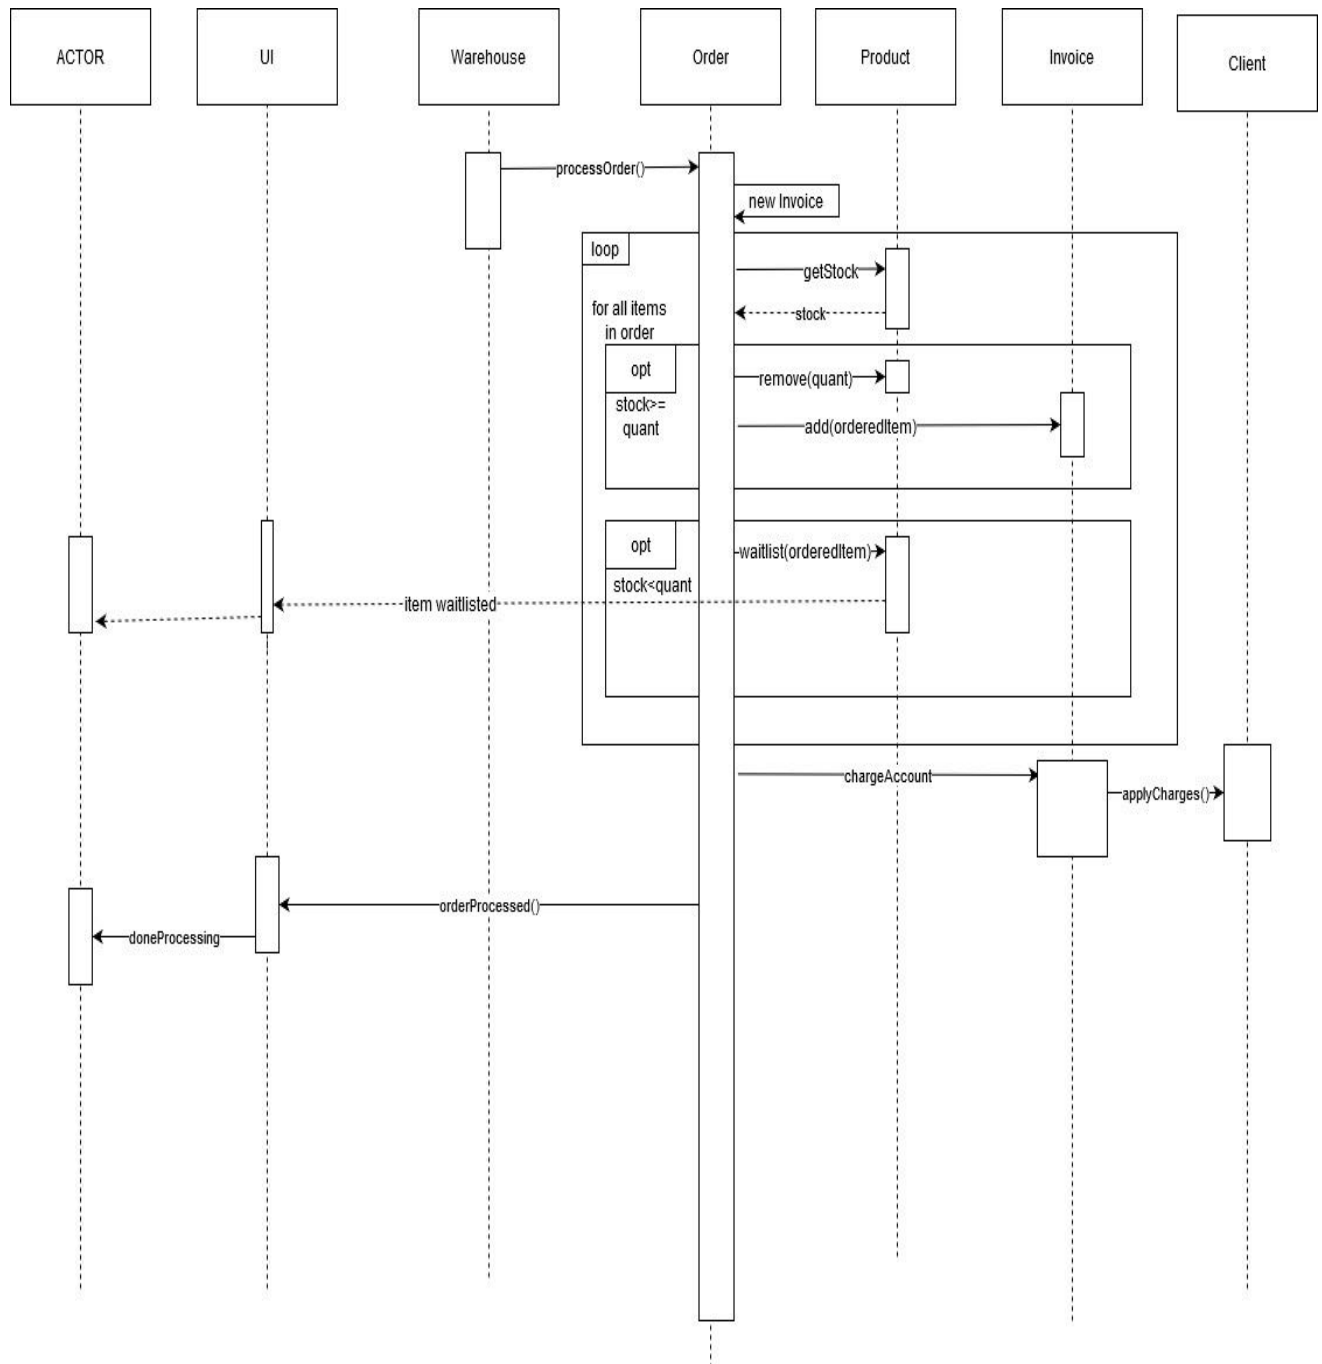 ACTOR
UI
Warehouse
Order
Product
Invoice
Client
processOrder()
new Invoice
loop
getStock
for all items
in order
stock
opt
remove(quant)
stock>=
quant
add(orderedItem)
opt
waitlist(orderedItem)
stock<quant
item waitlisted
chargeAccount
applyCharges()
orderProcessed()
doneProcessing